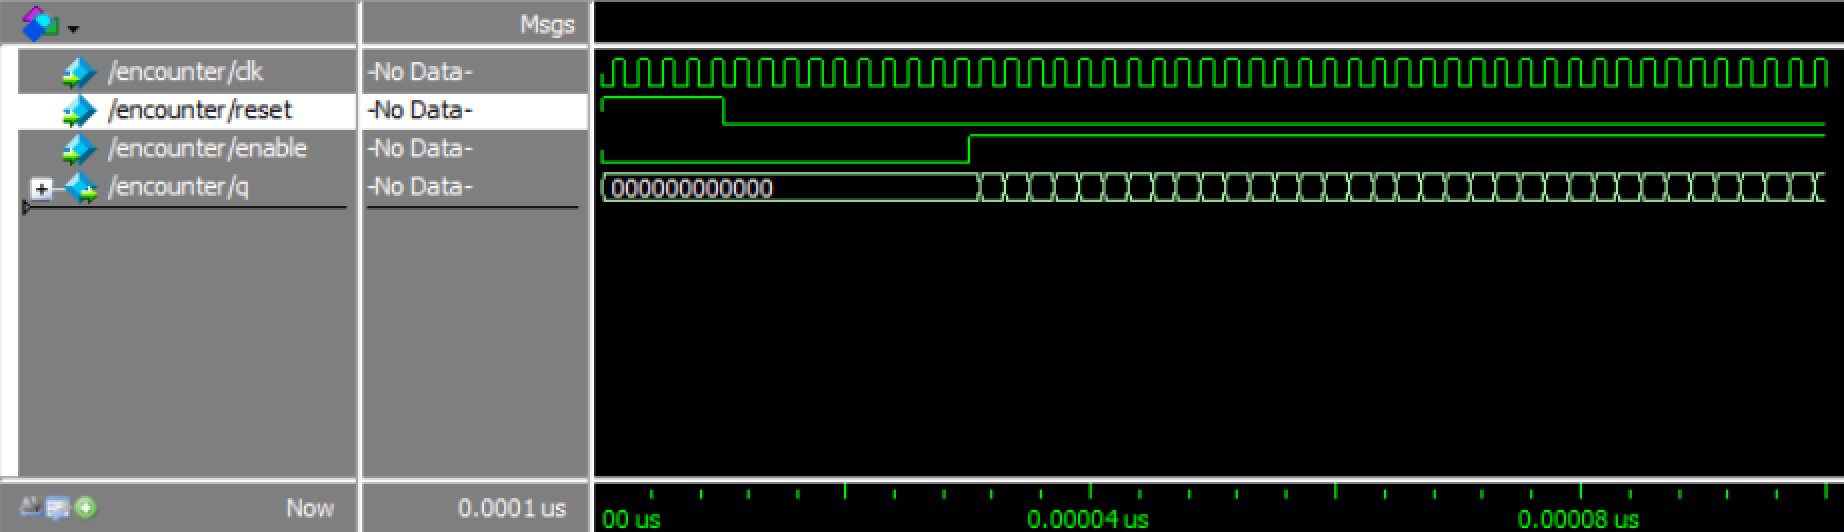 Msgs
/encounter/clk -No Data-
/encounter/reset -No Data-
/encounter/enable -No Data-
/encounter/q -No Data- 000000000000
Now 0.0001 us 00 us 0.00004 us 0.00008 us